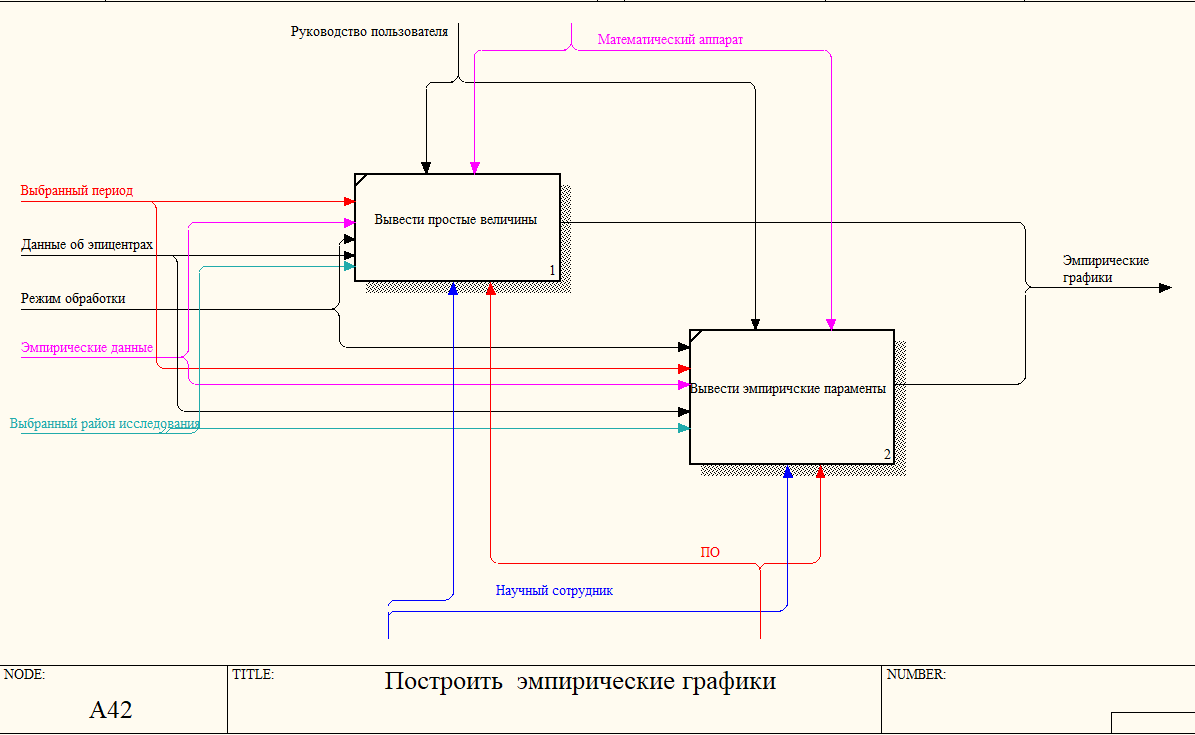 Руководство пользователя
Математический аппарат
Выбранный период
Вывести простые величины
Данные об эпицентрах
1
Эмпирические
графики
Режим обработки
Эмпирические данные
Вывести эмпиричские параменты
Выбранный район исследования
2
ПО
Научный сотрудник
NODE:
TITLE:
Построить эмпирические графики
NUMBER:
A42